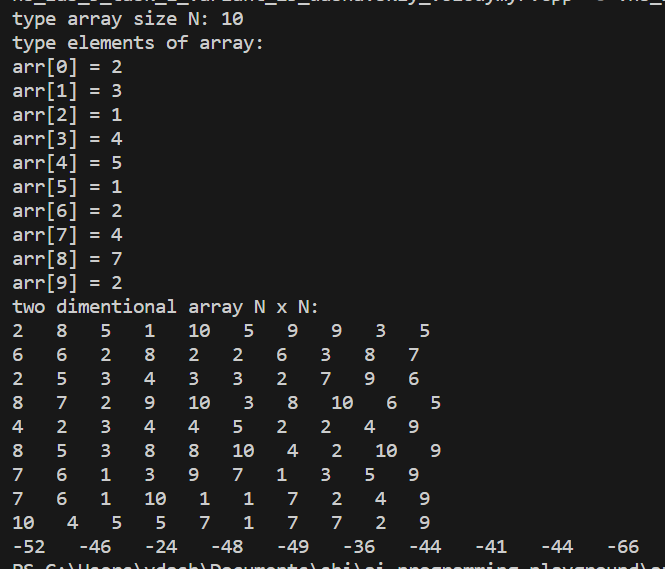 type array size N: 10
type elements of array:
arr[0] = 2
arr[1] = 3
arr[2] = 1
arr[3] = 4
arr[4] = 5
arr[5] = 1
arr[6] = 2
arr[7] = 4
arr[8] = 7
arr[9] = 2
two dimentional array N x N:
2 8 5 1 10 5 9 9 3 5
6 6 2 8 2 2 6 3 8 7
2 5 3 4 3 3 2 7 9 6
8 7 2 9 10 3 8 10 6 5
4 2 3 4 4 5 2 2 4 9
8 5 3 8 8 10 4 2 10 9
7 6 1 3 9 7 1 3 5 9
7 6 1 10 1 1 7 2 4 9
10 4 5 5 7 1 7 7 2 9
-52 -46 -24 -48 -49 -36 -44 -41 -44 -66